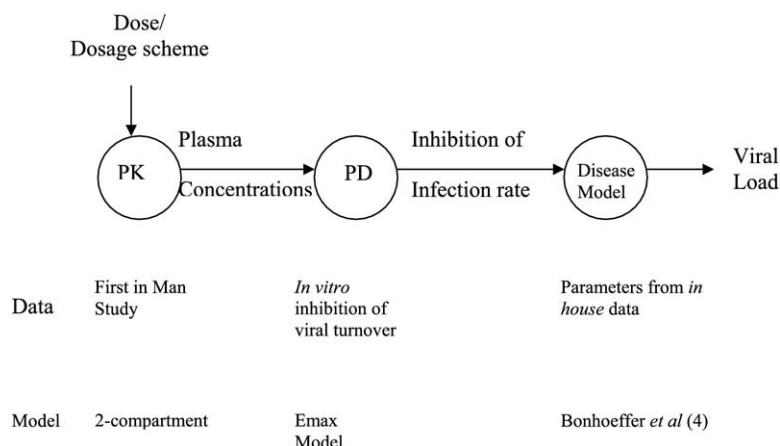 Dose/
Dosage scheme
Plasma
Concentrations
Inhibition of
Infection rate
Viral
Load
PK
PD
Disease
Model
Data
First in Man
Study
In vitro
inhibition of
viral turnover
Parameters from in
house data
Model
2-compartment
Emax
Model
Bonhoeffer et al (4)